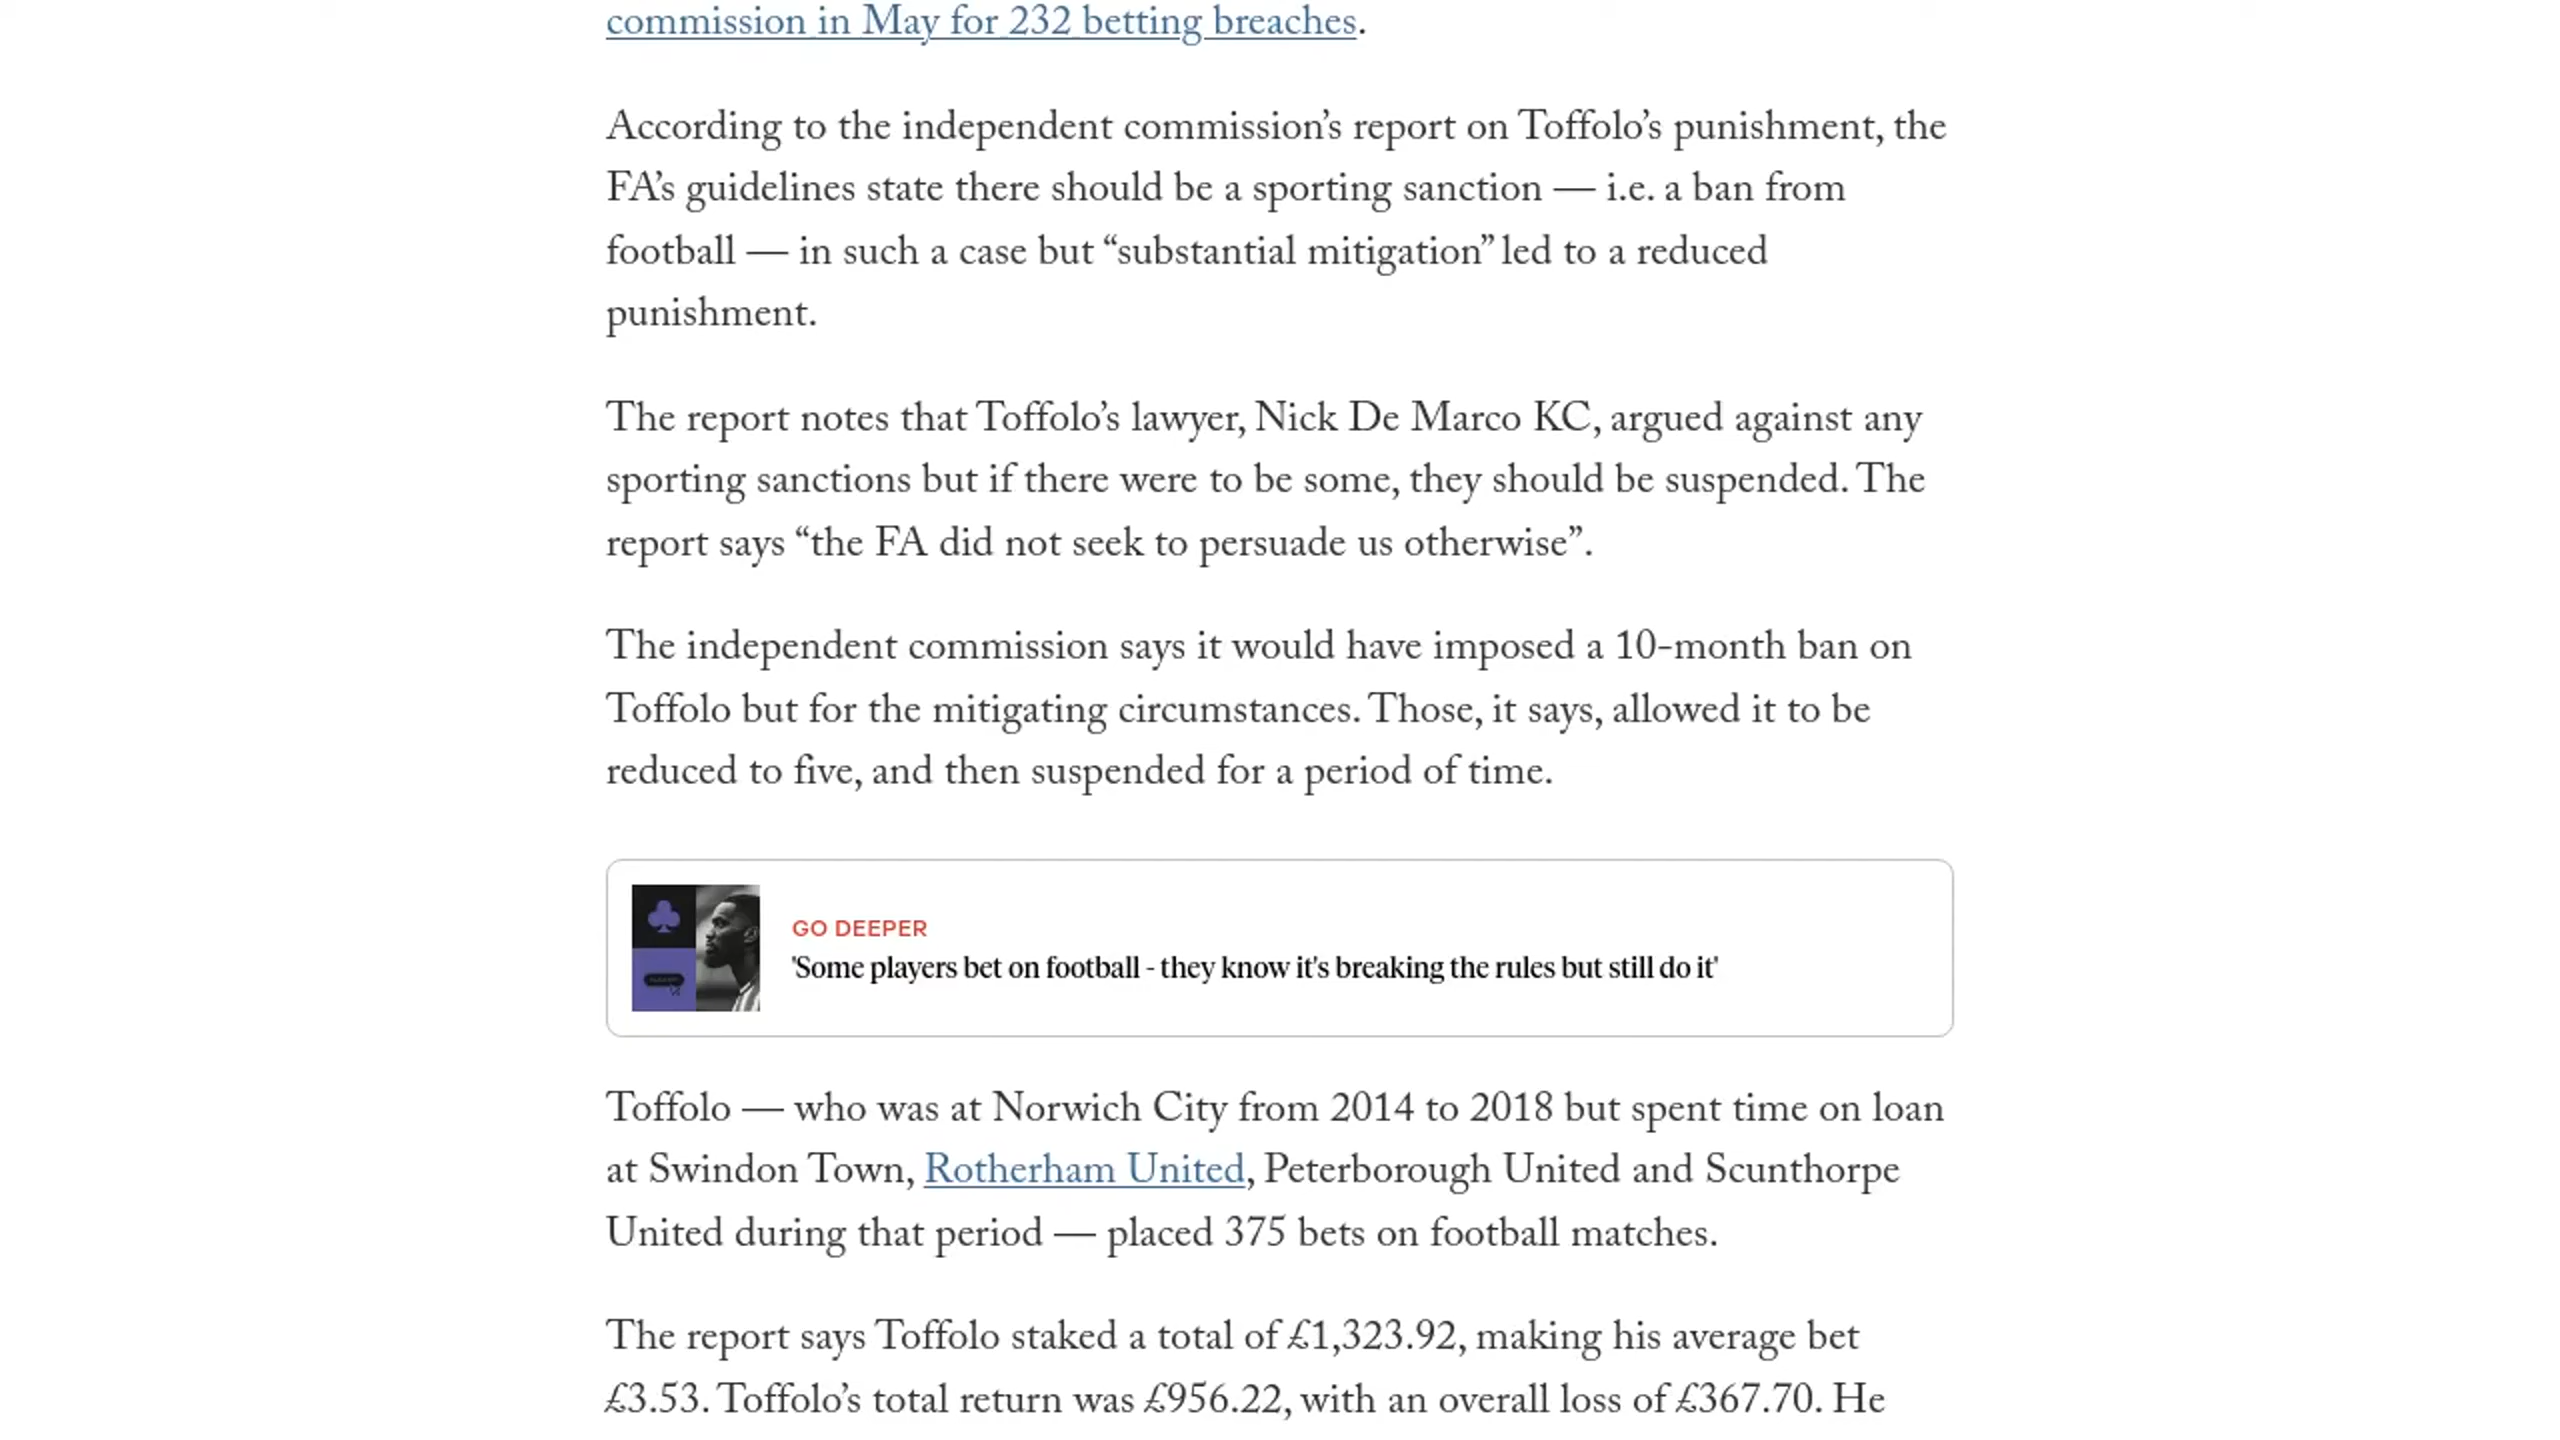 commission in May for 232 betting breaches.
According to the independent commission’s report on Toffolo’s punishment, the
FA’s guidelines state there should be a sporting sanction — i.e. a ban from
football — in such a case but “substantial mitigation” led to a reduced
punishment.
The report notes that Toffolo’s lawyer, Nick De Marco KC, argued against any
sporting sanctions but if there were to be some, they should be suspended. The
report says “the FA did not seek to persuade us otherwise”.
The independent commission says it would have imposed a 10-month ban on
Toffolo but for the mitigating circumstances. Those, it says, allowed it to be
reduced to five, and then suspended for a period of time.
GO DEEPER
'Some players bet on football - they know it's breaking the rules but still do it'
Toffolo — who was at Norwich City from 2014 to 2018 but spent time on loan
at Swindon Town, Rotherham United, Peterborough United and Scunthorpe
United during that period — placed 375 bets on football matches.
The report says Toffolo staked a total of £1,323.92, making his average bet
£3.53. Toffolo’s total return was £956.22, with an overall loss of £367.70. He